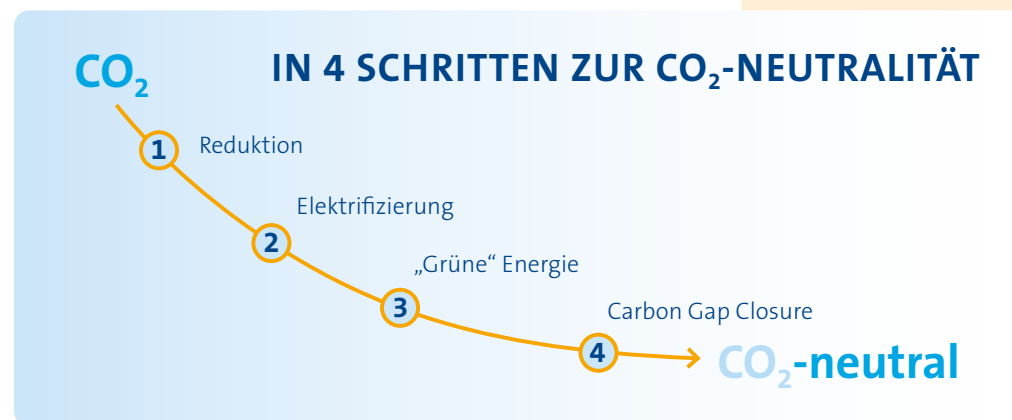 CO₂
IN 4 SCHRITTEN ZUR CO₂-NEUTRALITÄT
1 Reduktion
Elektrifizierung
2
„Grüne“ Energie
3
Carbon Gap Closure
4
CO₂-neutral